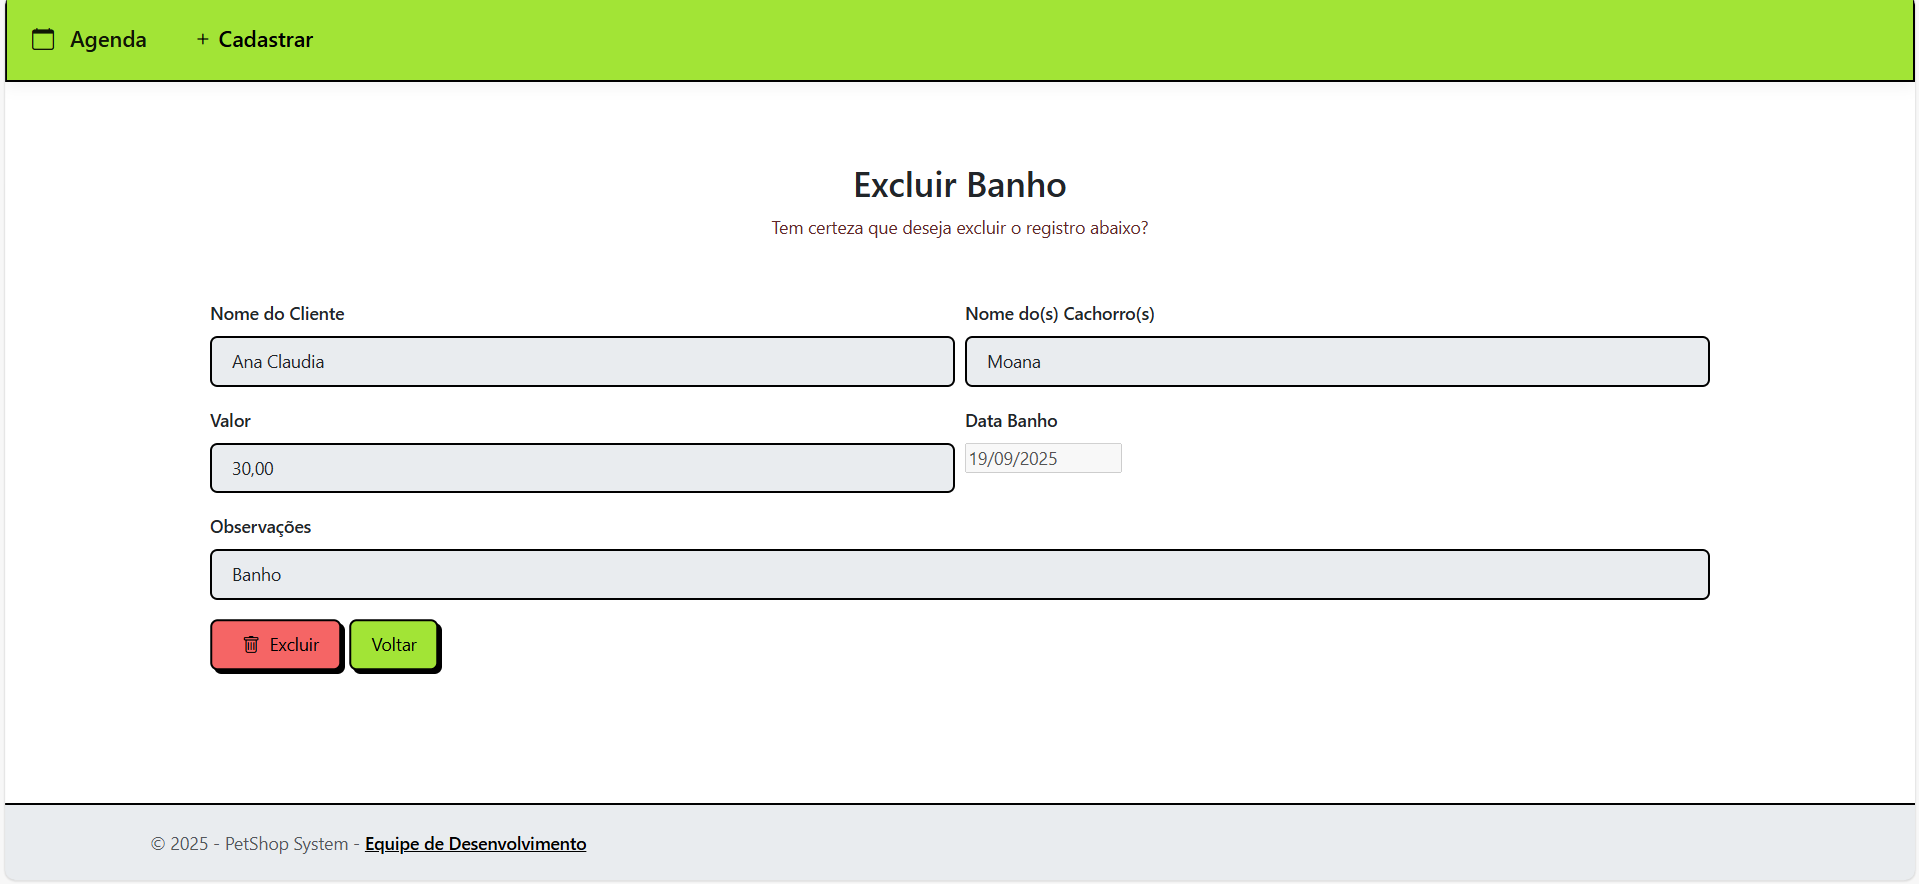 Agenda + Cadastrar
Excluir Banho
Tem certeza que deseja excluir o registro abaixo?
Nome do Cliente Nome do(s) Cachorro(s)
Ana Claudia Moana
Valor Data Banho
30,00 19/09/2025
Observações
Banho
Excluir Voltar
© 2025 - PetShop System - Equipe de Desenvolvimento